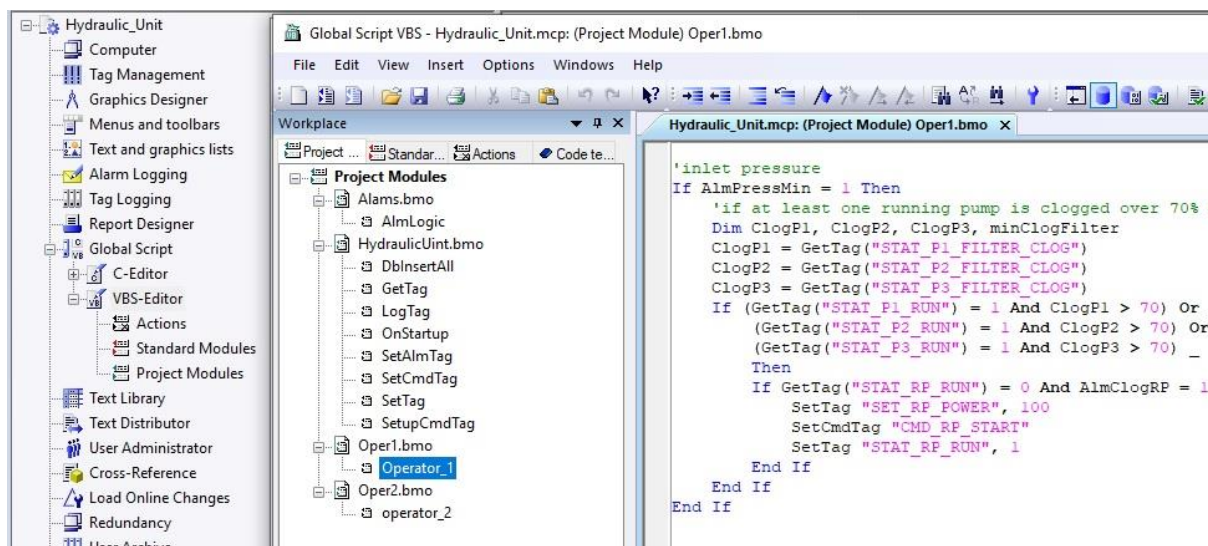 Hydraulic_Unit
Computer
Tag Management
Graphics Designer
Menus and toolbars
Text and graphics lists
Alarm Logging
Tag Logging
Report Designer
Global Script
C-Editor
VBS-Editor
Actions
Standard Modules
Project Modules
Text Library
Text Distributor
User Administrator
Cross-Reference
Load Online Changes
Redundancy
Global Script VBS - Hydraulic_Unit.mcp: (Project Module) Oper1.bmo
File Edit View Insert Options Windows Help
Workplace
Project ... Standar... Actions Code te...
Project Modules
Alams.bmo
AlmLogic
HydraulicUint.bmo
DbInsertAll
GetTag
LogTag
OnStartup
SetAlmTag
SetCmdTag
SetTag
SetupCmdTag
Oper1.bmo
Operator_1
Oper2.bmo
operator_2
Hydraulic_Unit.mcp: (Project Module) Oper1.bmo
'inlet pressure
If AlmPressMin = 1 Then
'if at least one running pump is clogged over 70%
Dim ClogP1, ClogP2, ClogP3, minClogFilter
ClogP1 = GetTag("STAT_P1_FILTER_CLOG")
ClogP2 = GetTag("STAT_P2_FILTER_CLOG")
ClogP3 = GetTag("STAT_P3_FILTER_CLOG")
If (GetTag("STAT_P1_RUN") = 1 And ClogP1 > 70) Or
(GetTag("STAT_P2_RUN") = 1 And ClogP2 > 70) Or
(GetTag("STAT_P3_RUN") = 1 And ClogP3 > 70) _
Then
If GetTag("STAT_RP_RUN") = 0 And AlmClogRP = 1
SetTag "SET_RP_POWER", 100
SetCmdTag "CMD_RP_START"
SetTag "STAT_RP_RUN", 1
End If
End If
End If